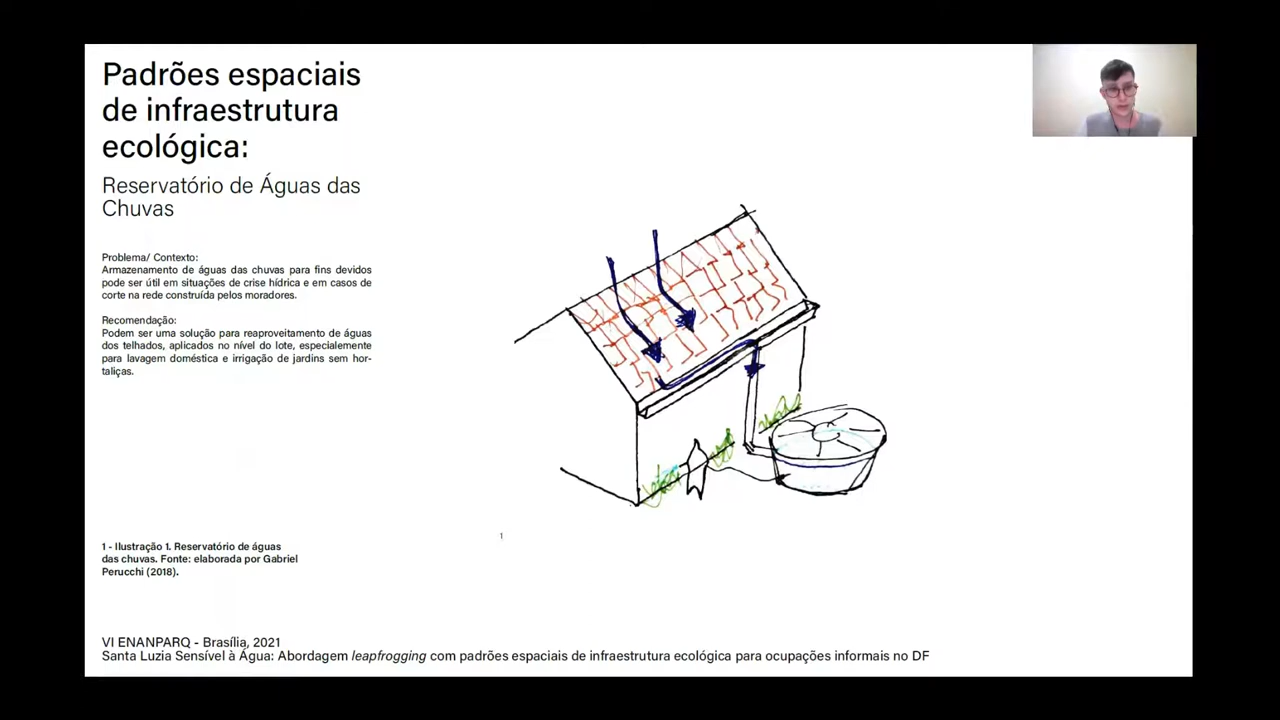 Padrões espaciais
de infraestrutura
ecológica:
Reservatório de Águas das
Chuvas
Problema/ Contexto:
Armazenamento de águas das chuvas para fins devidos
pode ser útil em situações de crise hídrica e em casos de
corte na rede construída pelos moradores.
Recomendação:
Podem ser uma solução para reaproveitamento de águas
dos telhados, aplicados no nível do lote, especialemente
para lavagem doméstica e irrigação de jardins sem hor-
taliças.
1
1 - Ilustração 1. Reservatório de águas
das chuvas. Fonte: elaborada por Gabriel
Perucchi (2018).
VI ENANPARQ - Brasília, 2021
Santa Luzia Sensível à Água: Abordagem leapfrogging com padrões espaciais de infraestrutura ecológica para ocupações informais no DF